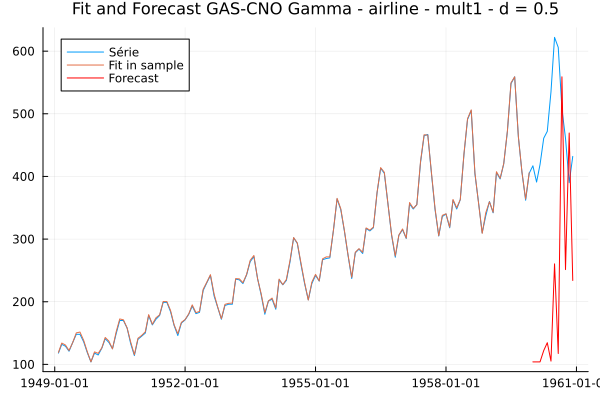 Fit and Forecast GAS-CNO Gamma - airline - mult1 - d = 0.5
Série
Fit in sample
Forecast
600
500
400
300
200
100
1949-01-01 1952-01-01 1955-01-01 1958-01-01 1961-01-0